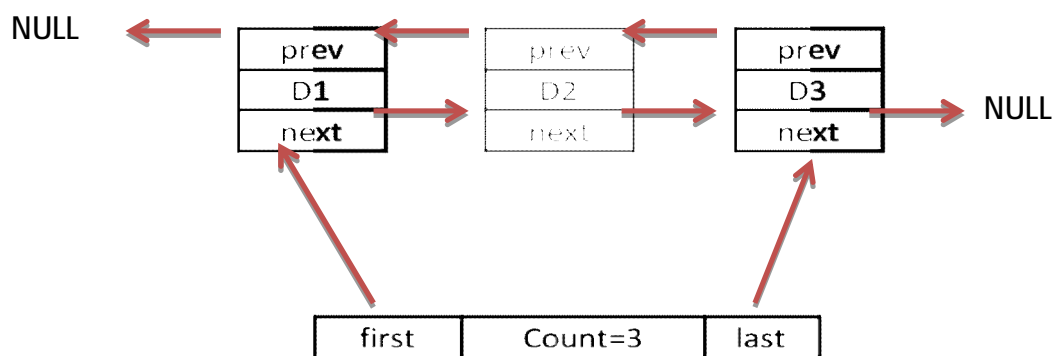 NULL
prev prev prev
D1 D2 D3
next next next
NULL
first Count=3 last